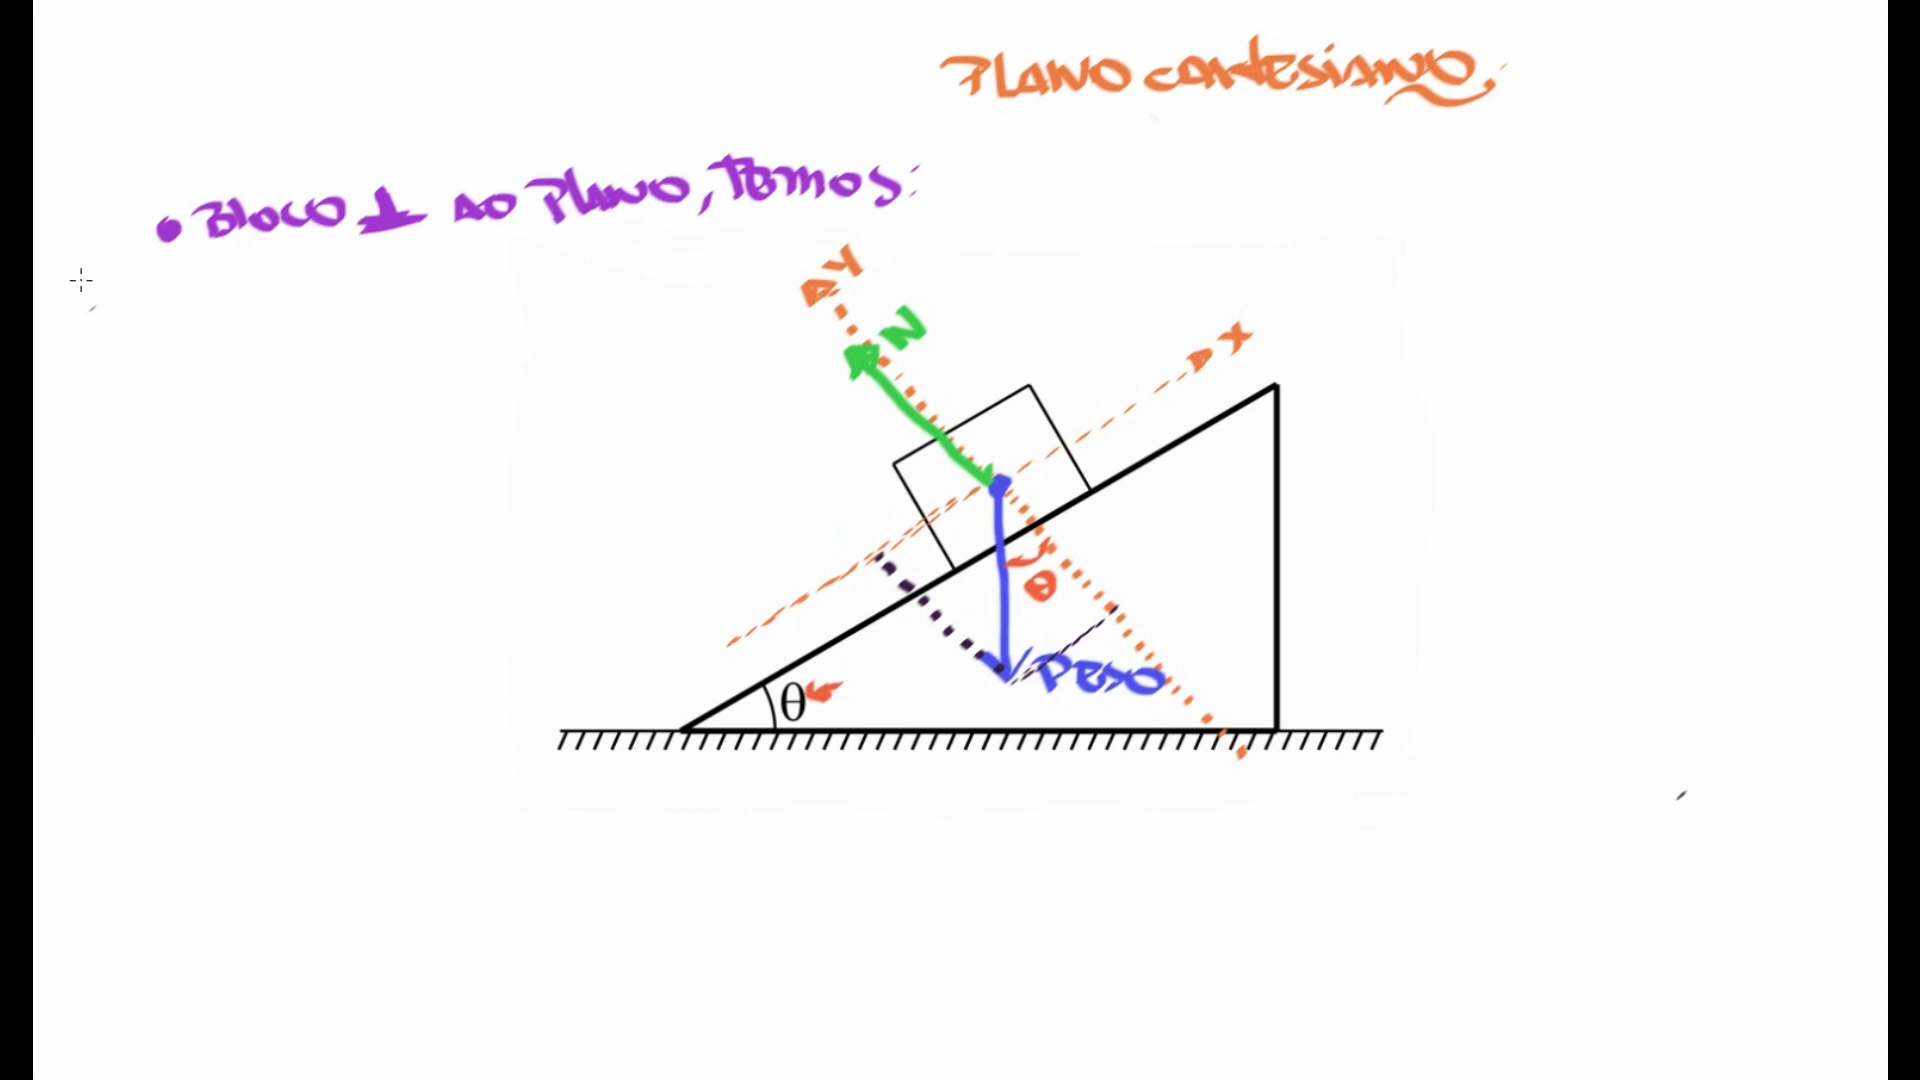 PLANO cartesiano.
• Bloco ⊥ ao Plano, temos:
Y
N
X
θ
Peso
θ